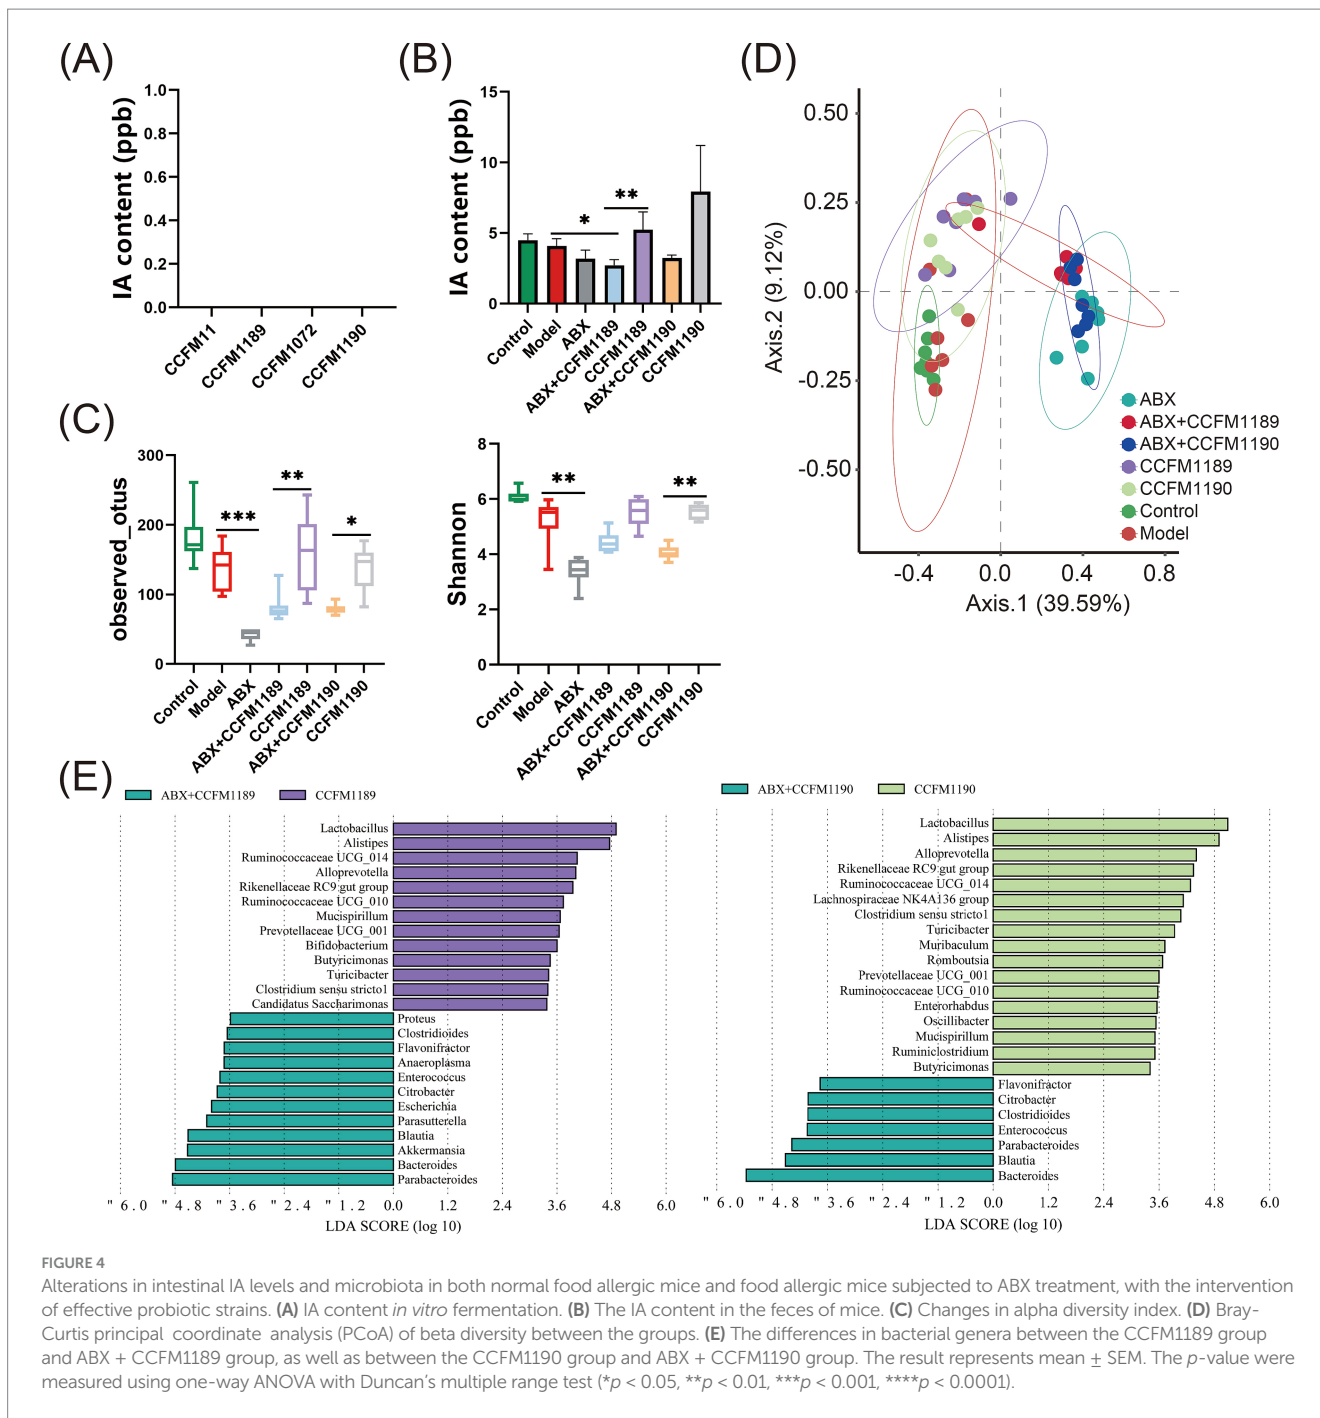 (A)
IA content (ppb)
1.0
0.8
0.6
0.4
0.2
0.0
CCFM11
CCFM1189
CCFM1072
CCFM1190
(B)
IA content (ppb)
15
10
5
0
*
**
Control
Model
ABX
ABX+CCFM1189
CCFM1189
ABX+CCFM1190
CCFM1190
(C)
observed_otus
300
200
100
0
***
**
*
Control
Model
ABX
ABX+CCFM1189
CCFM1189
ABX+CCFM1190
CCFM1190
Shannon
8
6
4
2
0
**
**
Control
Model
ABX
ABX+CCFM1189
CCFM1189
ABX+CCFM1190
CCFM1190
(D)
Axis.2 (9.12%)
0.50
0.25
0.00
-0.25
-0.50
ABX
ABX+CCFM1189
ABX+CCFM1190
CCFM1189
CCFM1190
Control
Model
-0.4 0.0 0.4 0.8
Axis.1 (39.59%)
(E)
ABX+CCFM1189 CCFM1189
Lactobacillus
Alistipes
Ruminococcaceae UCG_014
Alloprevotella
Rikenellaceae RC9 gut group
Ruminococcaceae UCG_010
Mucispirillum
Prevotellaceae UCG_001
Bifidobacterium
Butyricimonas
Turicibacter
Clostridium sensu stricto1
Candidatus Saccharimonas
Proteus
Clostridioides
Flavonifractor
Anaeroplasma
Enterococcus
Citrobacter
Escherichia
Parasutterella
Blautia
Akkermansia
Bacteroides
Parabacteroides
" 6.0 " 4.8 " 3.6 " 2.4 " 1.2 0.0 1.2 2.4 3.6 4.8 6.0
LDA SCORE (log 10)
ABX+CCFM1190 CCFM1190
Lactobacillus
Alistipes
Alloprevotella
Rikenellaceae RC9 gut group
Ruminococcaceae UCG_014
Lachnospiraceae NK4A136 group
Clostridium sensu stricto1
Turicibacter
Muribaculum
Romboutsia
Prevotellaceae UCG_001
Ruminococcaceae UCG_010
Enterorhabdus
Oscillibacter
Mucispirillum
Ruminiclostridium
Butyricimonas
Flavonifractor
Citrobacter
Clostridioides
Enterococcus
Parabacteroides
Blautia
Bacteroides
" 6.0 " 4.8 " 3.6 " 2.4 " 1.2 0.0 1.2 2.4 3.6 4.8 6.0
LDA SCORE (log 10)
FIGURE 4
Alterations in intestinal IA levels and microbiota in both normal food allergic mice and food allergic mice subjected to ABX treatment, with the intervention
of effective probiotic strains. (A) IA content in vitro fermentation. (B) The IA content in the feces of mice. (C) Changes in alpha diversity index. (D) Bray-
Curtis principal coordinate analysis (PCoA) of beta diversity between the groups. (E) The differences in bacterial genera between the CCFM1189 group
and ABX + CCFM1189 group, as well as between the CCFM1190 group and ABX + CCFM1190 group. The result represents mean ± SEM. The p-value were
measured using one-way ANOVA with Duncan's multiple range test (*p < 0.05, **p < 0.01, ***p < 0.001, ****p < 0.0001).